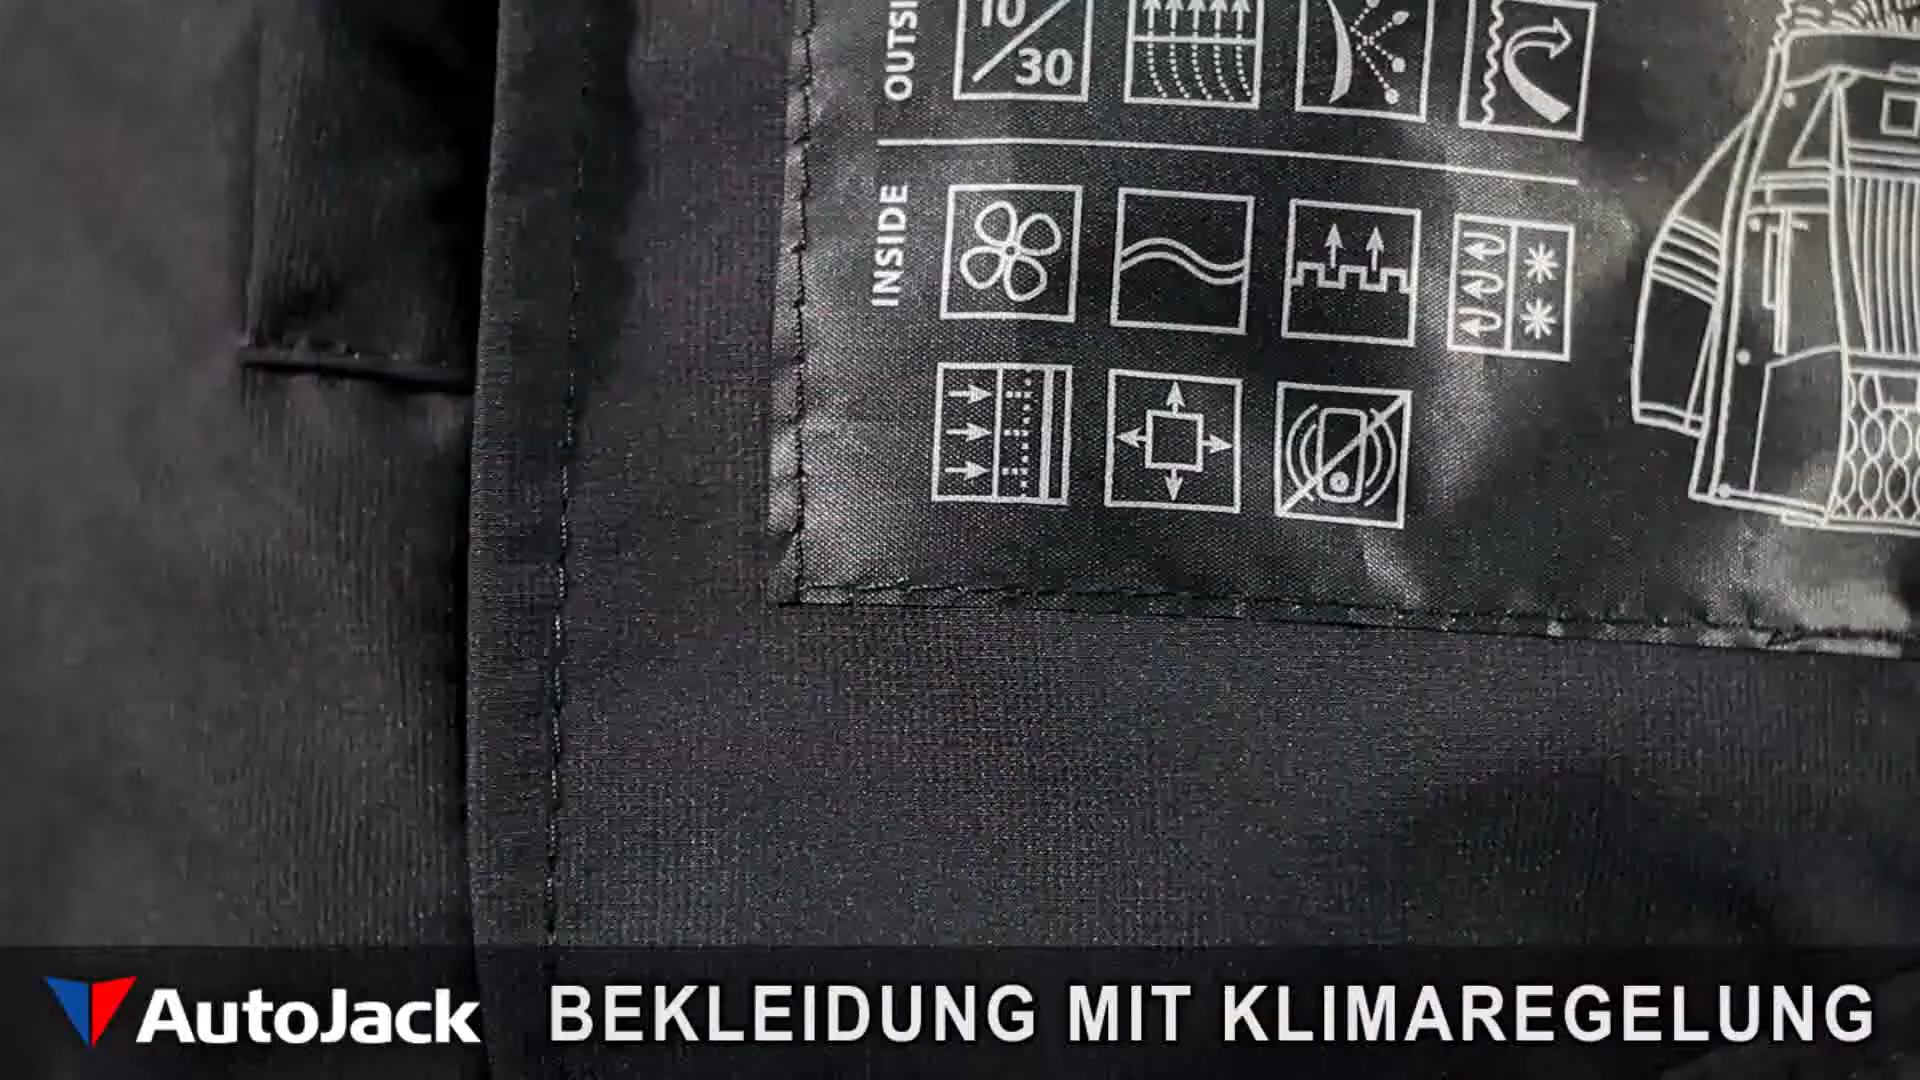 OUTSI
10/30
INSIDE
AutoJack
BEKLEIDUNG MIT KLIMAREGELUNG